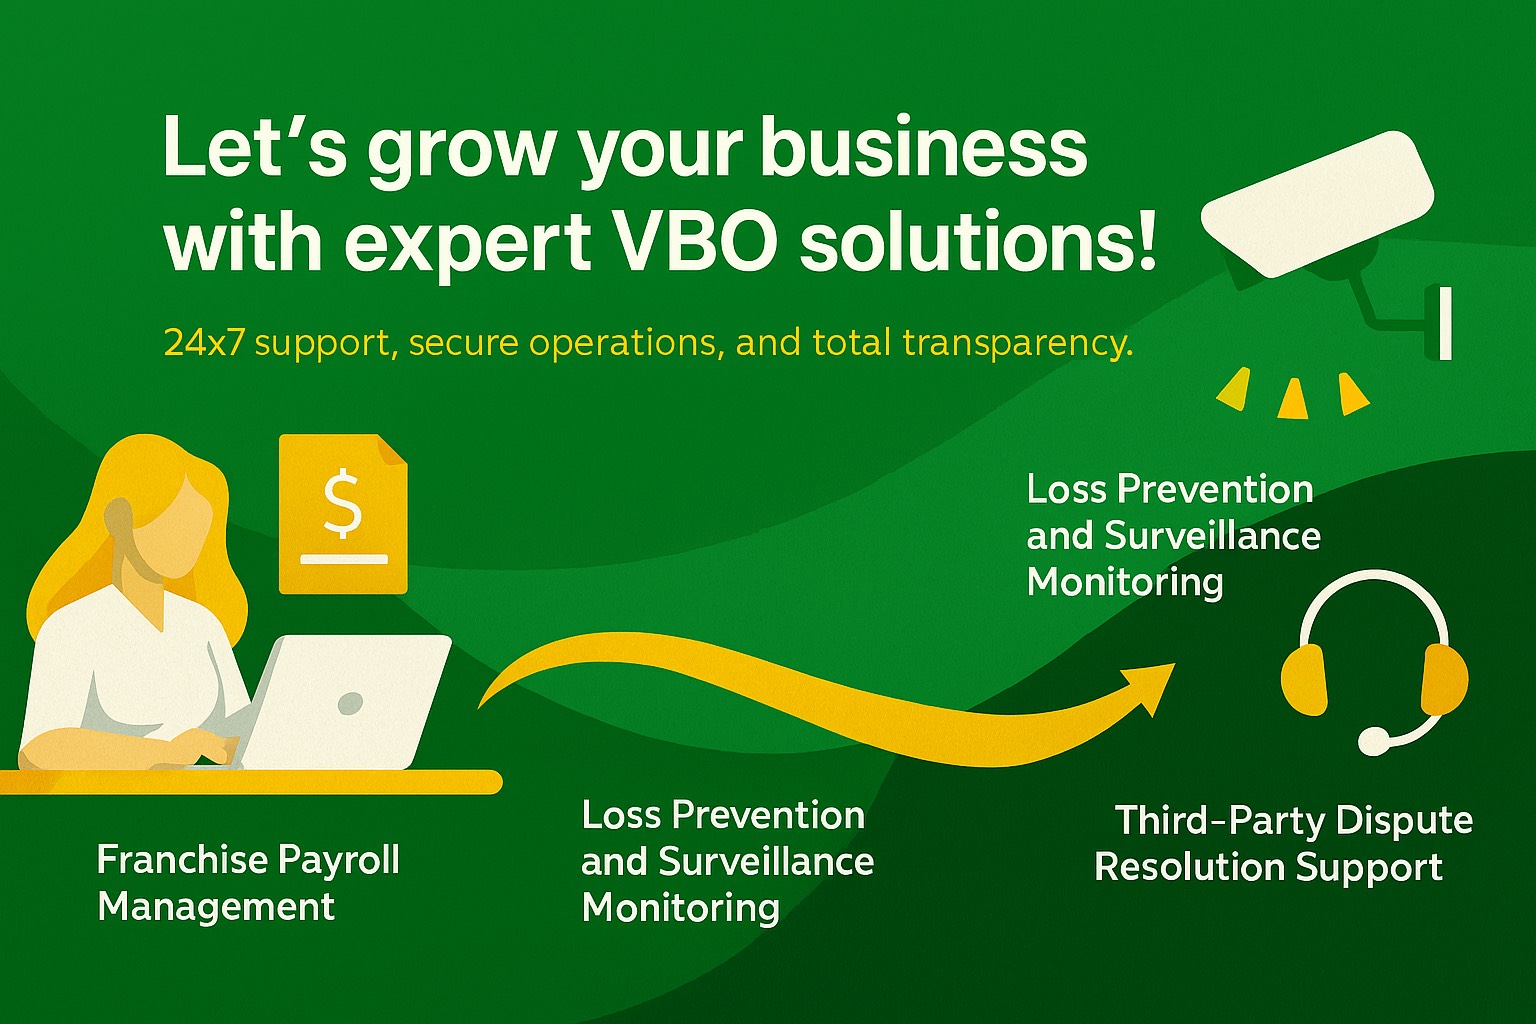 Let’s grow your business
with expert VBO solutions!
24x7 support, secure operations, and total transparency.
$
Loss Prevention
and Surveillance
Monitoring
Franchise Payroll
Management
Loss Prevention
and Surveillance
Monitoring
Third-Party Dispute
Resolution Support